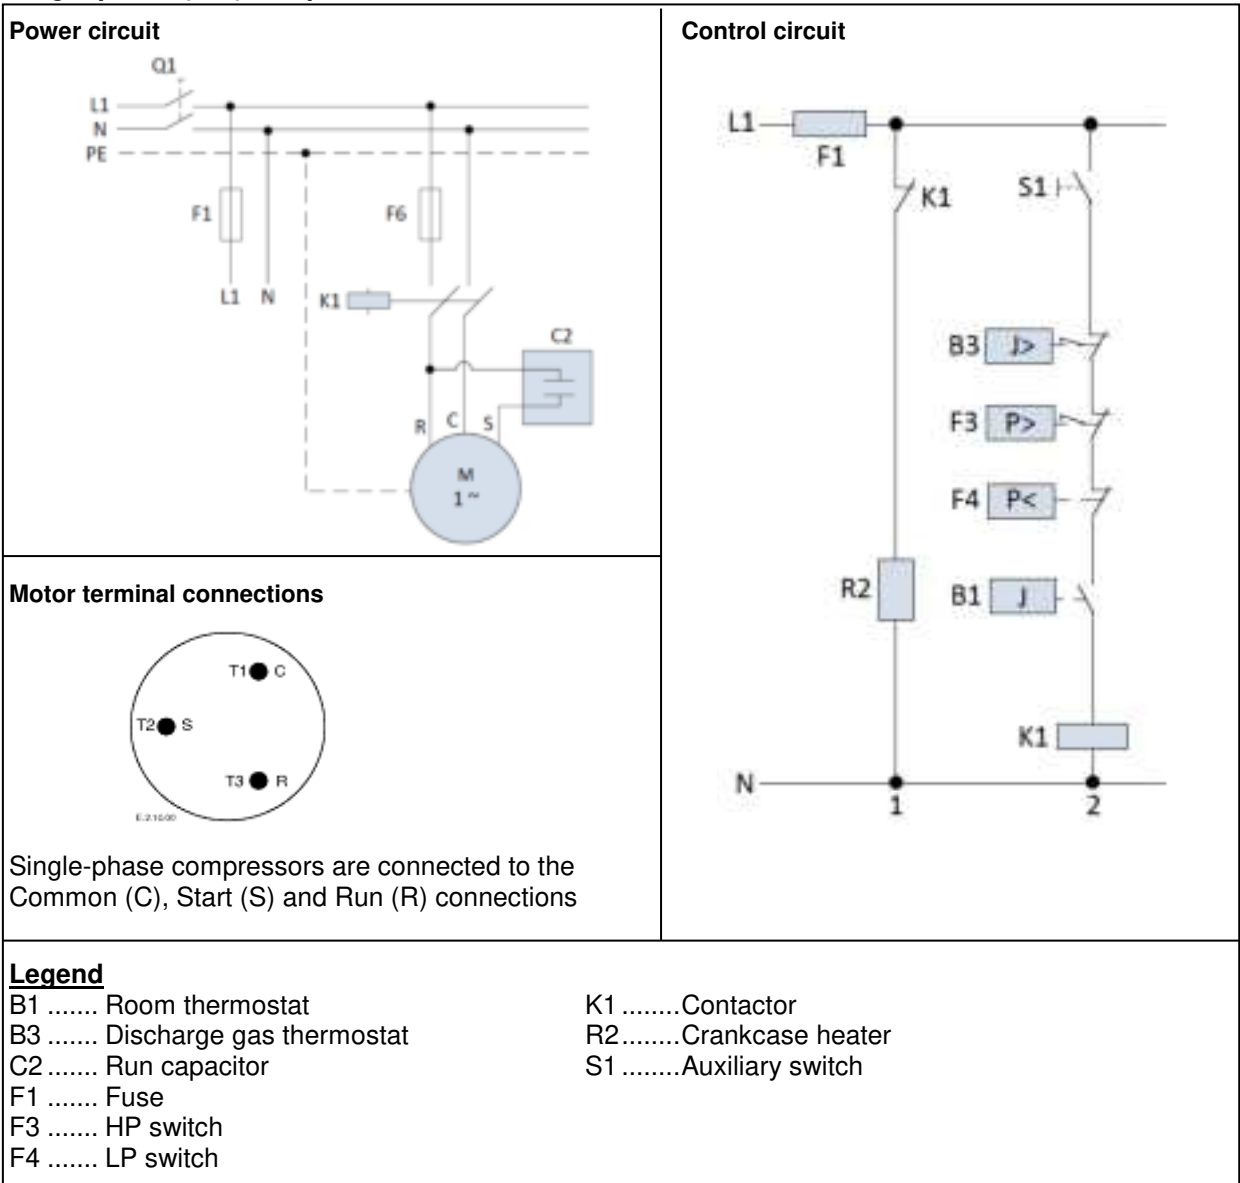 Power circuit
Q1
L1
N
PE
F1
F6
L1 N
K1
C2
R C S
M
1 ~
Motor terminal connections
T1 C
T2 S
T3 R
Single-phase compressors are connected to the
Common (C), Start (S) and Run (R) connections
Control circuit
L1
F1
K1
S1
B3 J>
F3 P>
F4 P<
R2
B1 J
K1
N
1 2
Legend
B1 ....... Room thermostat
B3 ....... Discharge gas thermostat
C2 ....... Run capacitor
F1 ....... Fuse
F3 ....... HP switch
F4 ....... LP switch
K1 ........Contactor
R2........Crankcase heater
S1 ........Auxiliary switch